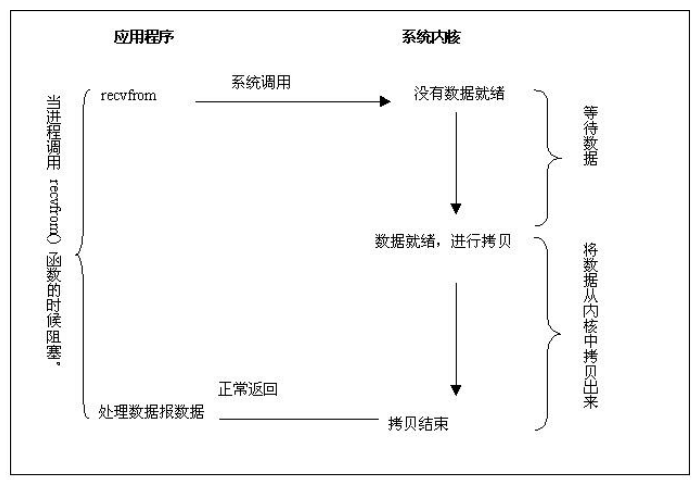 应用程序
系统内核
recvfrom
系统调用
没有数据就绪
当进程调用 recvfrom() 函数的时候阻塞。
等待数据
数据就绪，进行拷贝
将数据从内核中拷贝出来
正常返回
处理数据报数据
拷贝结束